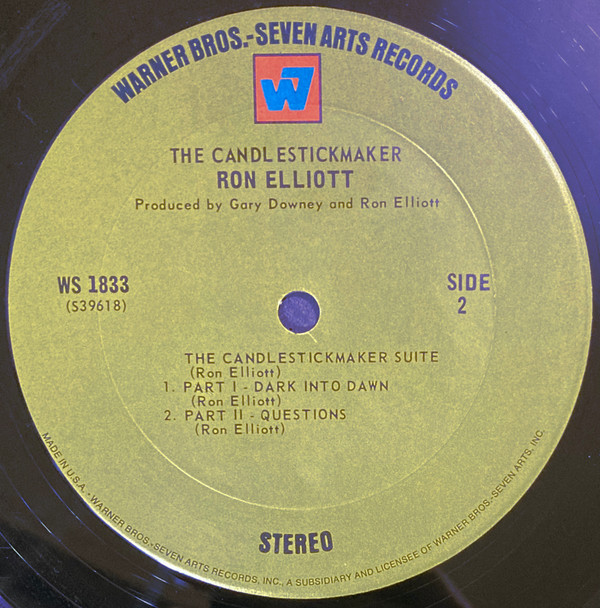 WARNER BROS.-SEVEN ARTS RECORDS
W7
THE CANDLESTICKMAKER
RON ELLIOTT
Produced by Gary Downey and Ron Elliott
WS 1833
(S39618)
SIDE
2
THE CANDLESTICKMAKER SUITE
(Ron Elliott)
1. PART I - DARK INTO DAWN
(Ron Elliott)
2. PART II - QUESTIONS
(Ron Elliott)
STEREO
MADE IN U.S.A. - WARNER BROS.-SEVEN ARTS RECORDS, INC., A SUBSIDIARY AND LICENSEE OF WARNER BROS.-SEVEN ARTS, INC.